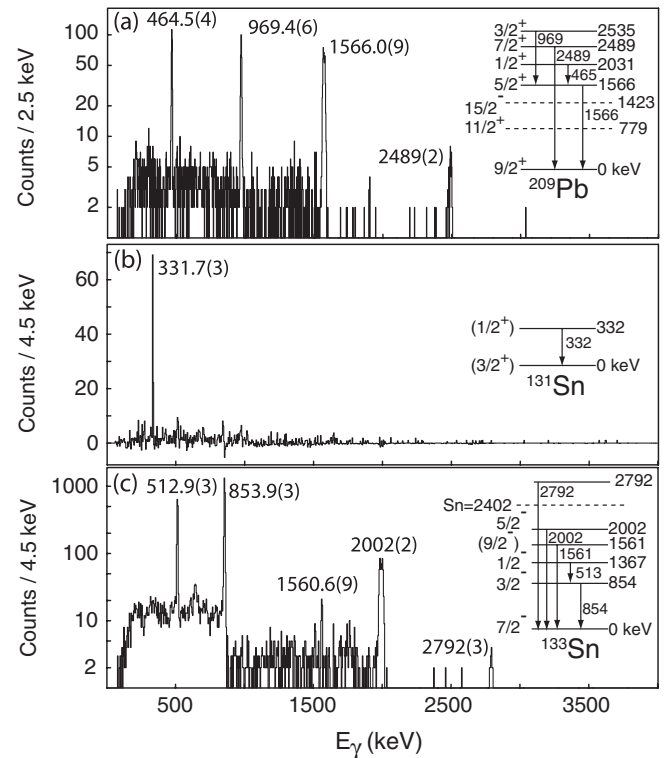 (a)
464.5(4)
969.4(6)
1566.0(9)
2489(2)
Counts / 2.5 keV
100
50
20
10
5
2
3/2+ 2535
7/2+ 969 2489
1/2+ 2489 2031
5/2+ 465 1566
15/2- 1423
1566
11/2+ 779
9/2+ 0 keV
209Pb
(b)
331.7(3)
Counts / 4.5 keV
60
40
20
0
(1/2+) 332
332
(3/2+) 0 keV
131Sn
(c)
512.9(3)
853.9(3)
1560.6(9)
2002(2)
2792(3)
Counts / 4.5 keV
1000
100
10
2
2792
2792
Sn=2402
5/2- 2002
2002
(9/2-) 1561
1561
1/2- 1367
513
3/2- 854
854
7/2- 0 keV
133Sn
500 1500 2500 3500
Eγ (keV)